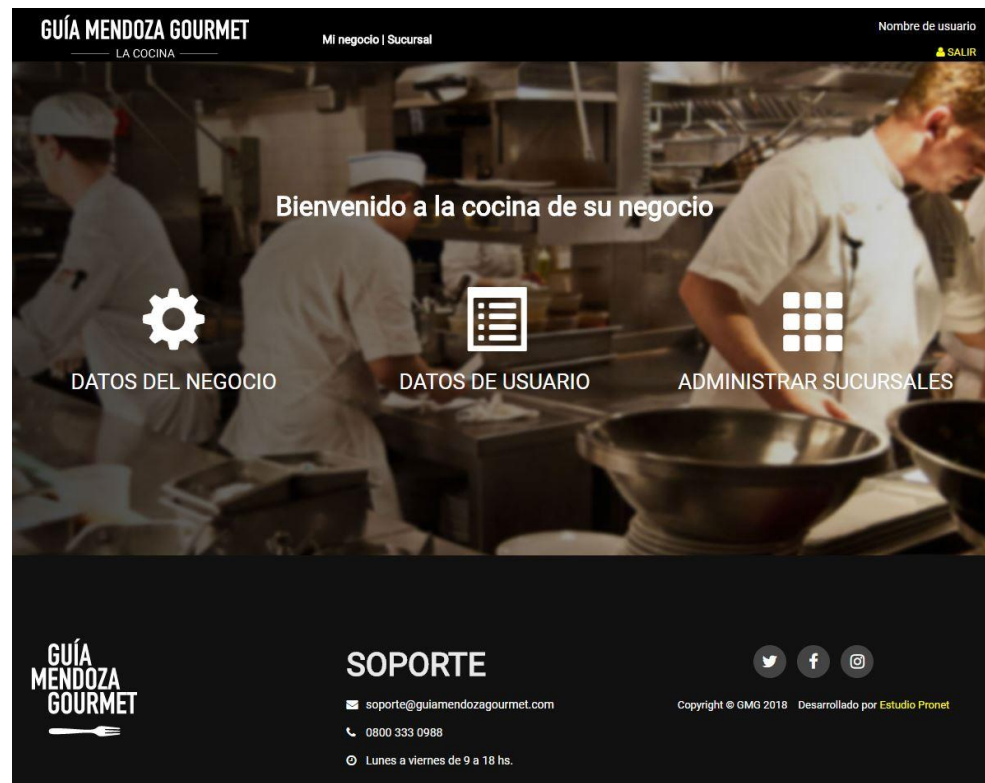 GUÍA MENDOZA GOURMET
LA COCINA
Mi negocio | Sucursal
Nombre de usuario
SALIR
Bienvenido a la cocina de su negocio
DATOS DEL NEGOCIO
DATOS DE USUARIO
ADMINISTRAR SUCURSALES
GUÍA
MENDOZA
GOURMET
SOPORTE
soporte@guiamendozagourmet.com
0800 333 0988
Lunes a viernes de 9 a 18 hs.
Copyright © GMG 2018 Desarrollado por Estudio Pronet